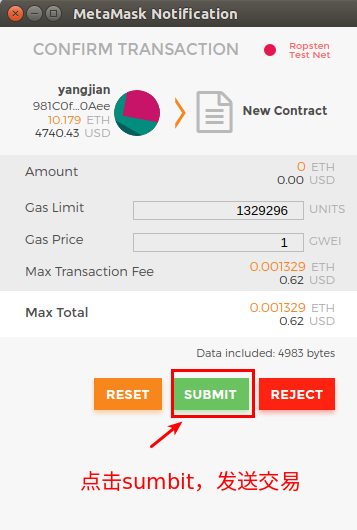 MetaMask Notification
CONFIRM TRANSACTION
Ropsten
Test Net
yangjian
981C0f...0Aee
10.179 ETH
4740.43 USD
New Contract
Amount
0 ETH
0.00 USD
Gas Limit
1329296 UNITS
Gas Price
1 GWEI
Max Transaction Fee
0.001329 ETH
0.62 USD
Max Total
0.001329 ETH
0.62 USD
Data included: 4983 bytes
RESET SUBMIT REJECT
点击sumbit，发送交易